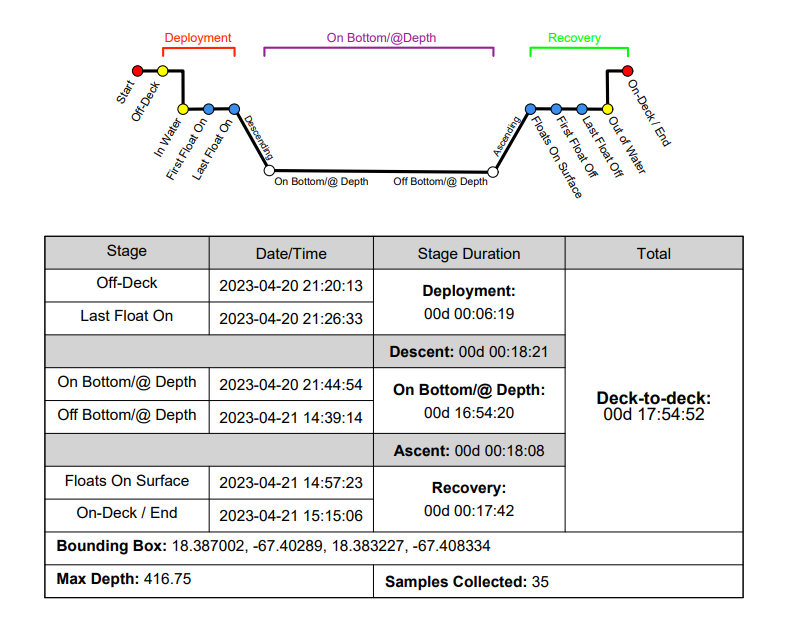 Deployment
On Bottom/@Depth
Recovery
Start
Off-Deck
In Water
First Float On
Last Float On
Descending
On Bottom/@ Depth
Off Bottom/@ Depth
Ascending
Floats On Surface
First Float Off
Last Float Off
Out of Water
On-Deck / End
Stage Date/Time Stage Duration Total
Off-Deck 2023-04-20 21:20:13
Deployment:
00d 00:06:19
Last Float On 2023-04-20 21:26:33
Descent: 00d 00:18:21
On Bottom/@ Depth 2023-04-20 21:44:54
On Bottom/@ Depth:
00d 16:54:20
Off Bottom/@ Depth 2023-04-21 14:39:14
Deck-to-deck:
00d 17:54:52
Ascent: 00d 00:18:08
Floats On Surface 2023-04-21 14:57:23
Recovery:
00d 00:17:42
On-Deck / End 2023-04-21 15:15:06
Bounding Box: 18.387002, -67.40289, 18.383227, -67.408334
Max Depth: 416.75
Samples Collected: 35